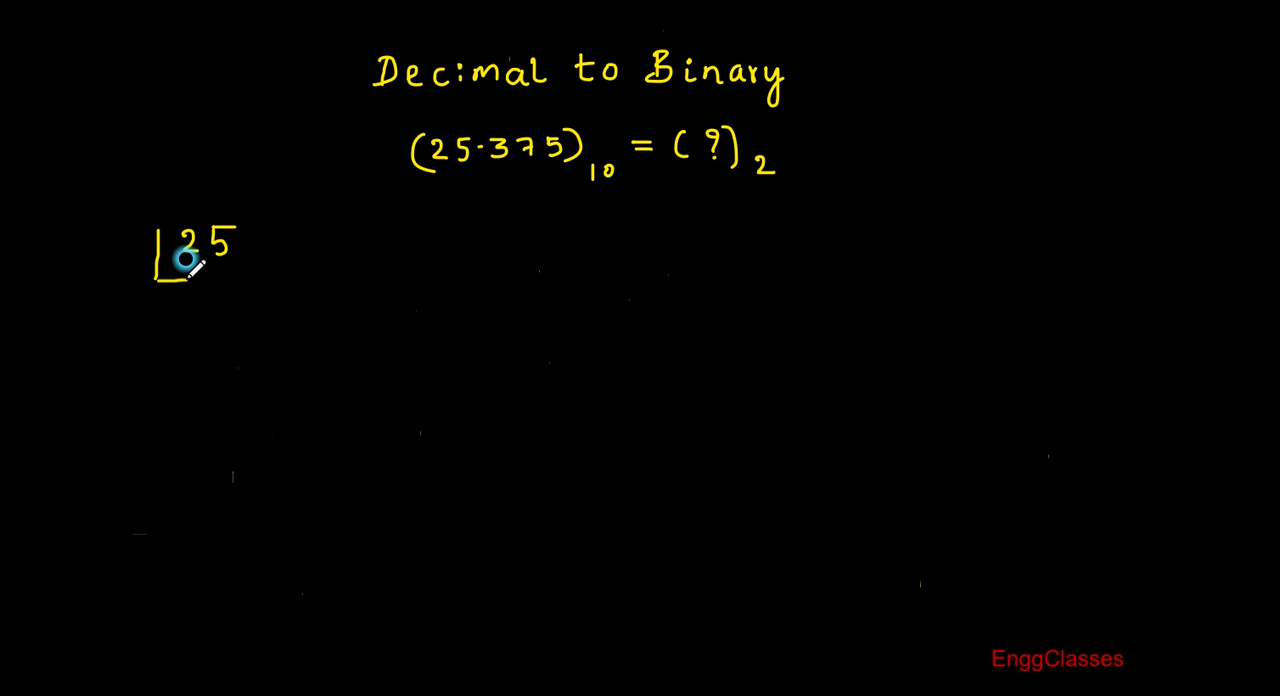 Decimal to Binary
(25.375)10 = (?)2
25
EnggClasses